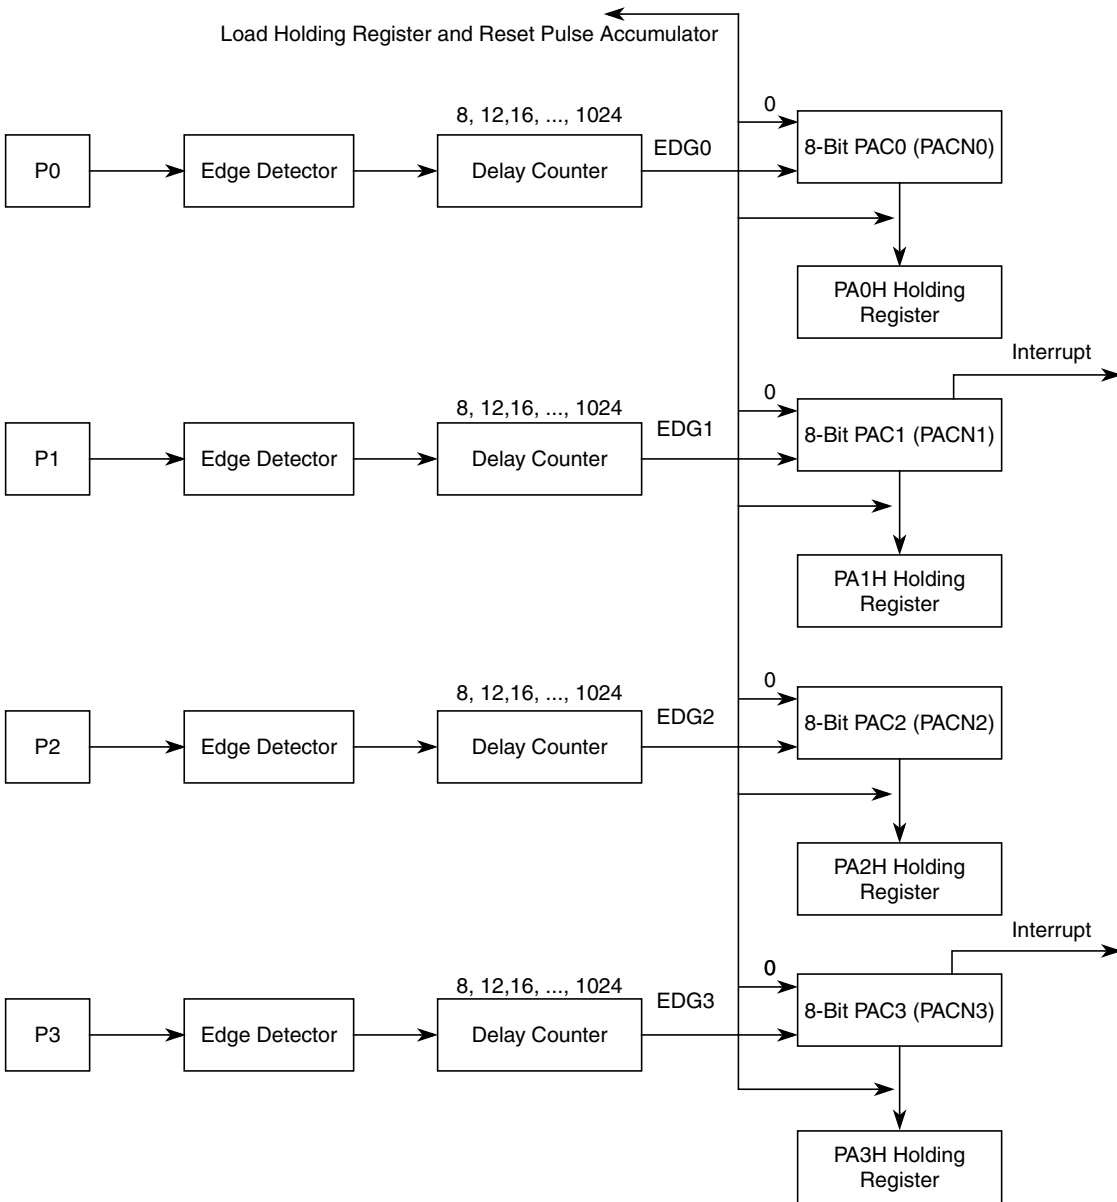 Load Holding Register and Reset Pulse Accumulator
8, 12,16, ..., 1024
0
P0
Edge Detector
Delay Counter
EDG0
8-Bit PAC0 (PACN0)
PA0H Holding
Register
Interrupt
8, 12,16, ..., 1024
0
P1
Edge Detector
Delay Counter
EDG1
8-Bit PAC1 (PACN1)
PA1H Holding
Register
8, 12,16, ..., 1024
0
P2
Edge Detector
Delay Counter
EDG2
8-Bit PAC2 (PACN2)
PA2H Holding
Register
Interrupt
8, 12,16, ..., 1024
0
P3
Edge Detector
Delay Counter
EDG3
8-Bit PAC3 (PACN3)
PA3H Holding
Register